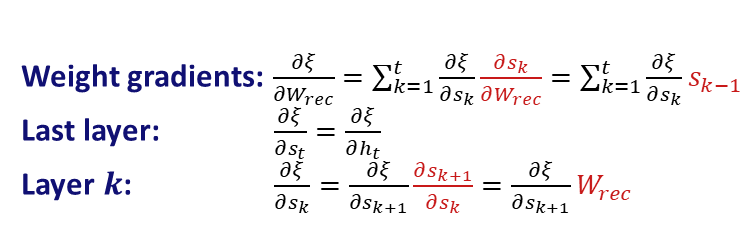 Weight gradients: ∂ξ/∂W_rec = ∑_{k=1}^{t} ∂ξ/∂s_k ∂s_k/∂W_rec = ∑_{k=1}^{t} ∂ξ/∂s_k s_{k−1}
Last layer: ∂ξ/∂s_t = ∂ξ/∂h_t
Layer k: ∂ξ/∂s_k = ∂ξ/∂s_{k+1} ∂s_{k+1}/∂s_k = ∂ξ/∂s_{k+1} W_rec